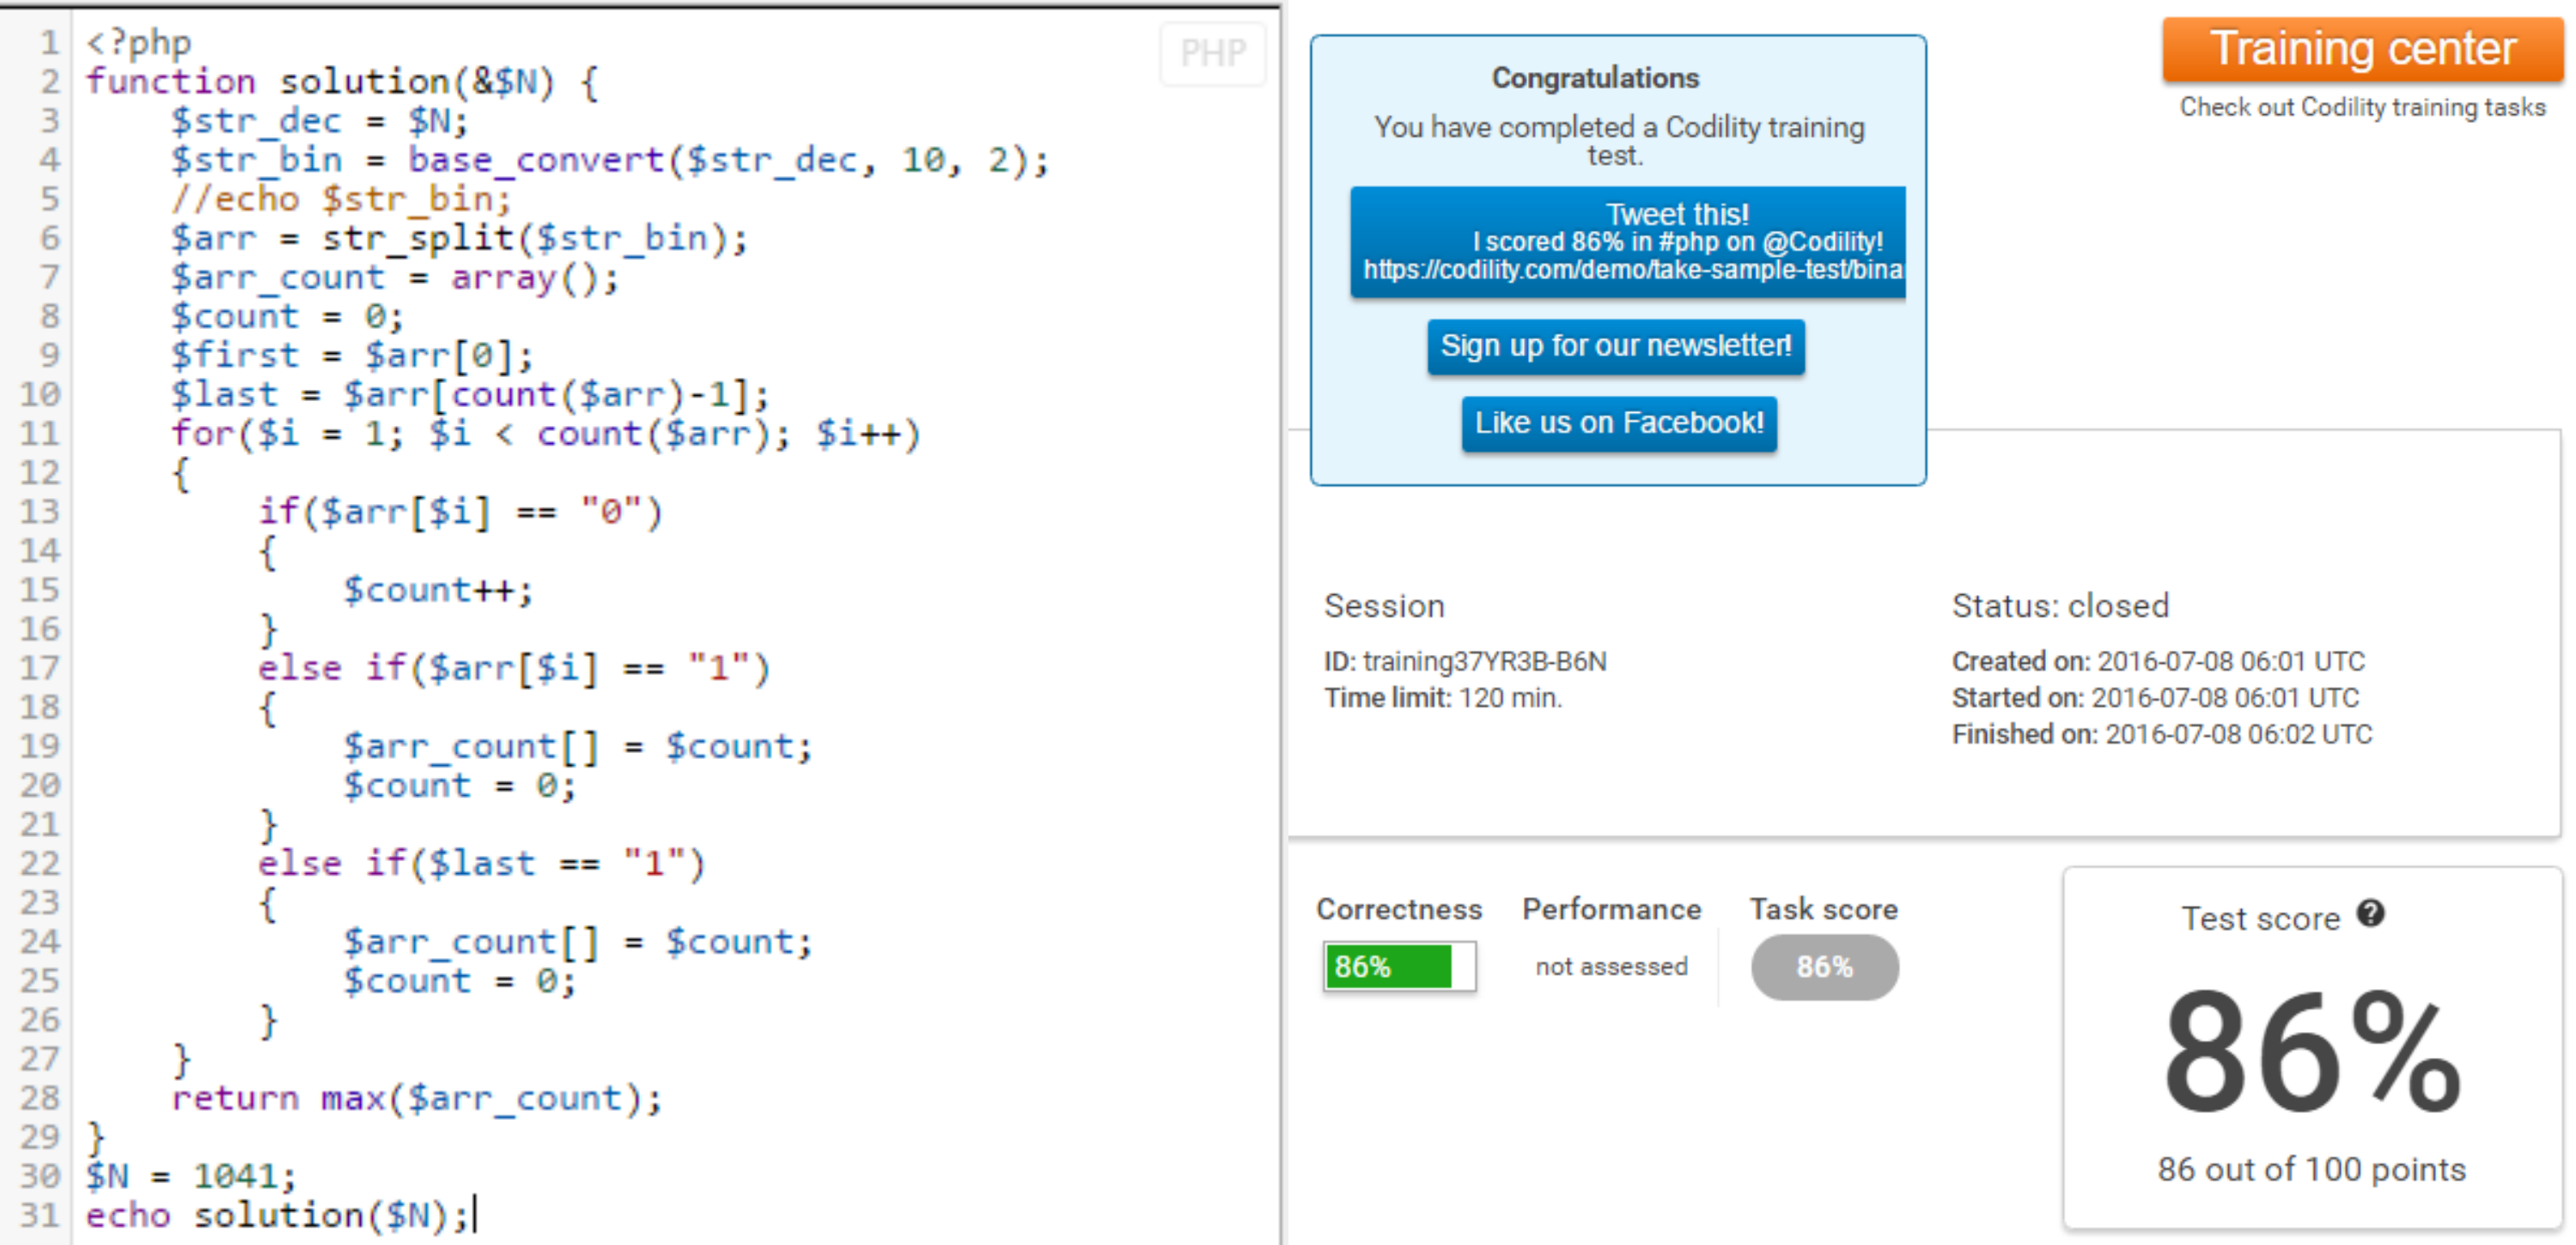 PHP
1 <?php
2 function solution(&$N) {
3     $str_dec = $N;
4     $str_bin = base_convert($str_dec, 10, 2);
5     //echo $str_bin;
6     $arr = str_split($str_bin);
7     $arr_count = array();
8     $count = 0;
9     $first = $arr[0];
10     $last = $arr[count($arr)-1];
11     for($i = 1; $i < count($arr); $i++)
12     {
13         if($arr[$i] == "0")
14         {
15             $count++;
16         }
17         else if($arr[$i] == "1")
18         {
19             $arr_count[] = $count;
20             $count = 0;
21         }
22         else if($last == "1")
23         {
24             $arr_count[] = $count;
25             $count = 0;
26         }
27     }
28     return max($arr_count);
29 }
30 $N = 1041;
31 echo solution($N);
Congratulations
You have completed a Codility training
test.
Tweet this!
I scored 86% in #php on @Codility!
https://codility.com/demo/take-sample-test/bina
Sign up for our newsletter!
Like us on Facebook!
Training center
Check out Codility training tasks
Session
ID: training37YR3B-B6N
Time limit: 120 min.
Status: closed
Created on: 2016-07-08 06:01 UTC
Started on: 2016-07-08 06:01 UTC
Finished on: 2016-07-08 06:02 UTC
Correctness Performance Task score
86% not assessed 86%
Test score ?
86%
86 out of 100 points